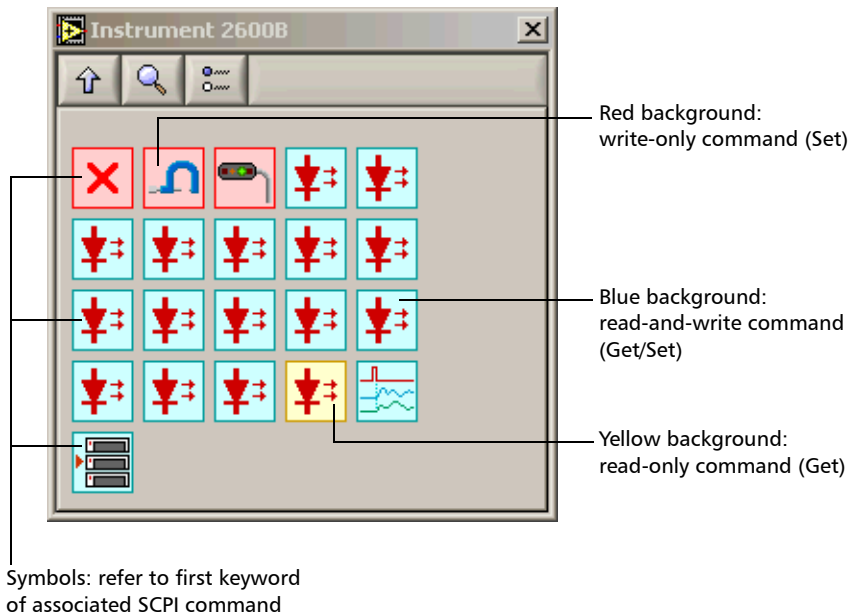 Instrument 2600B
Red background:
write-only command (Set)
Blue background:
read-and-write command
(Get/Set)
Yellow background:
read-only command (Get)
Symbols: refer to first keyword
of associated SCPI command